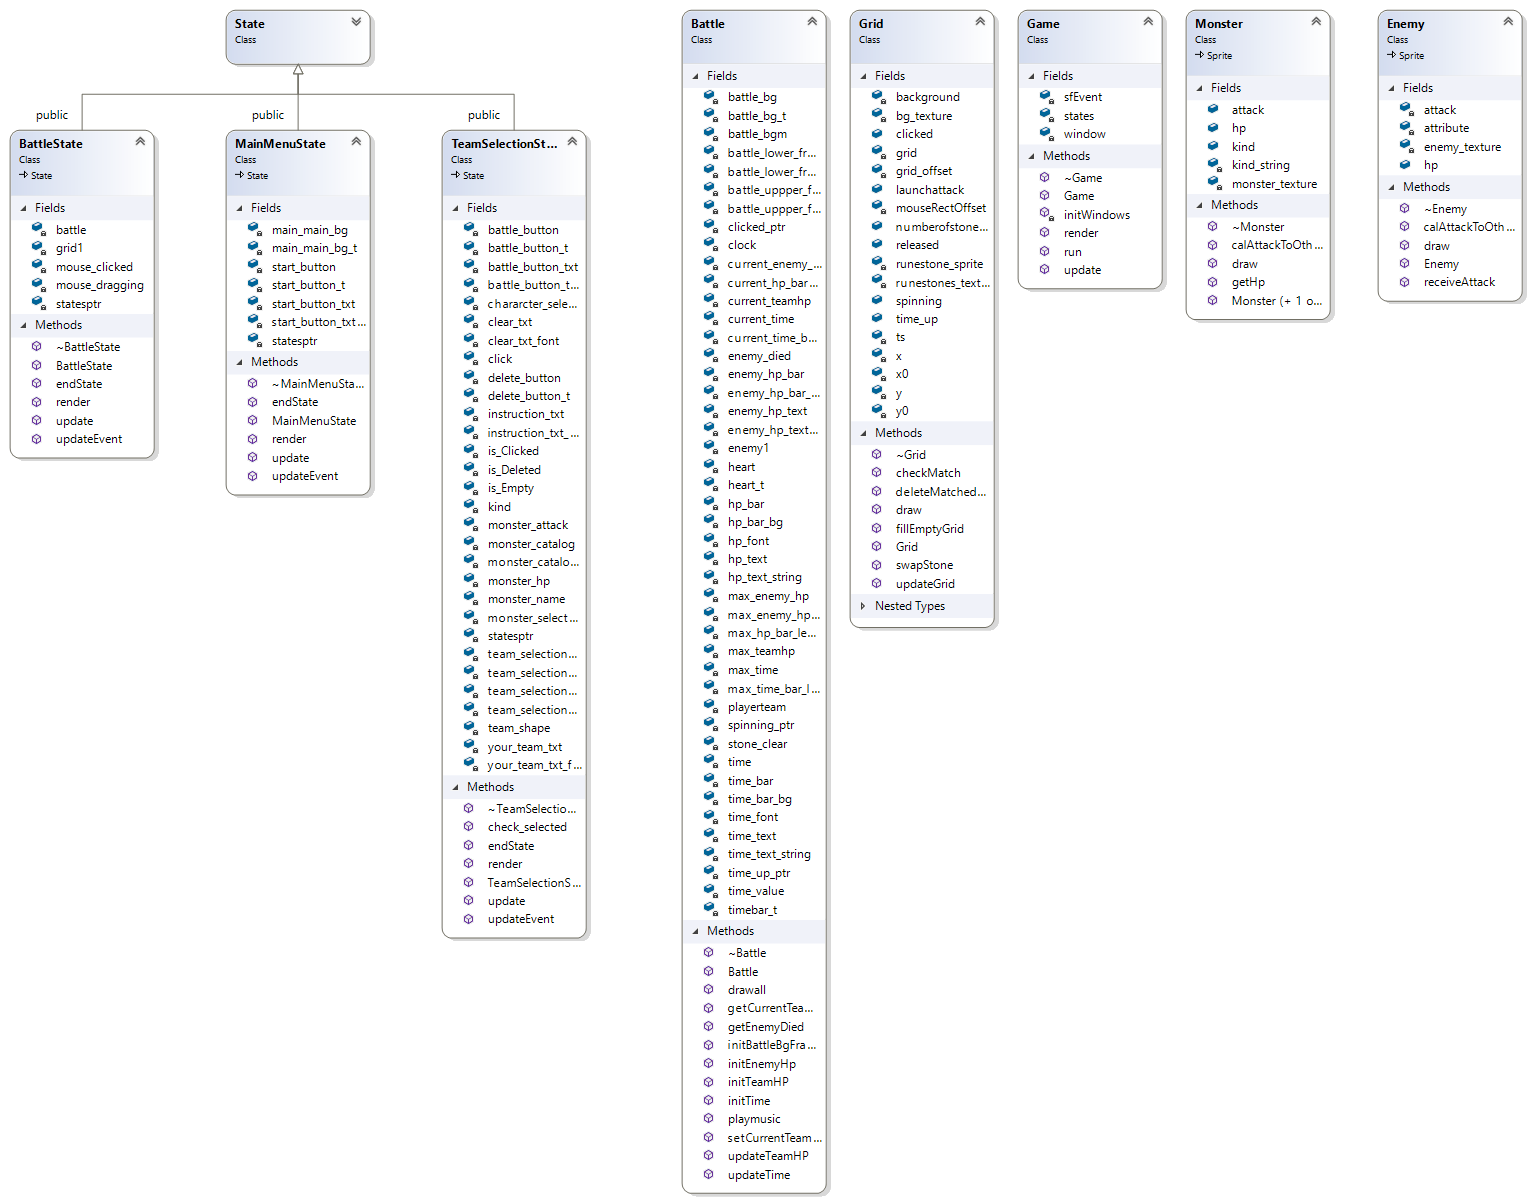 State
Class
public
public
public
BattleState
Class
State
Fields
battle
grid1
mouse_clicked
mouse_dragging
statesptr
Methods
~BattleState
BattleState
endState
render
update
updateEvent
MainMenuState
Class
State
Fields
main_main_bg
main_main_bg_t
start_button
start_button_t
start_button_txt
start_button_txt...
statesptr
Methods
~MainMenuSta...
endState
MainMenuState
render
update
updateEvent
TeamSelectionSt...
Class
State
Fields
battle_button
battle_button_t
battle_button_txt
battle_button_t...
chararcter_sele...
clear_txt
clear_txt_font
click
delete_button
delete_button_t
instruction_txt
instruction_txt_...
is_Clicked
is_Deleted
is_Empty
kind
monster_attack
monster_catalog
monster_catalo...
monster_hp
monster_name
monster_select...
statesptr
team_selection...
team_selection...
team_selection...
team_selection...
team_shape
your_team_txt
your_team_txt_f...
Methods
~TeamSelectio...
check_selected
endState
render
TeamSelectionS...
update
updateEvent
Battle
Class
Fields
battle_bg
battle_bg_t
battle_bgm
battle_lower_fr...
battle_lower_fr...
battle_uppper_f...
battle_uppper_f...
clicked_ptr
clock
current_enemy_...
current_hp_bar...
current_teamhp
current_time
current_time_b...
enemy_died
enemy_hp_bar
enemy_hp_bar_...
enemy_hp_text
enemy_hp_text...
enemy1
heart
heart_t
hp_bar
hp_bar_bg
hp_font
hp_text
hp_text_string
max_enemy_hp
max_enemy_hp...
max_hp_bar_le...
max_teamhp
max_time
max_time_bar_l...
playerteam
spinning_ptr
stone_clear
time
time_bar
time_bar_bg
time_font
time_text
time_text_string
time_up_ptr
time_value
timebar_t
Methods
~Battle
Battle
drawall
getCurrentTea...
getEnemyDied
initBattleBgFra...
initEnemyHp
initTeamHP
initTime
playmusic
setCurrentTeam...
updateTeamHP
updateTime
Grid
Class
Fields
background
bg_texture
clicked
grid
grid_offset
launchattack
mouseRectOffset
numberofstone...
released
runestone_sprite
runestones_text...
spinning
time_up
ts
x
x0
y
y0
Methods
~Grid
checkMatch
deleteMatched...
draw
fillEmptyGrid
Grid
swapStone
updateGrid
Nested Types
Game
Class
Fields
sfEvent
states
window
Methods
~Game
Game
initWindows
render
run
update
Monster
Class
Sprite
Fields
attack
hp
kind
kind_string
monster_texture
Methods
~Monster
calAttackToOth...
draw
getHp
Monster (+ 1 o...
Enemy
Class
Sprite
Fields
attack
attribute
enemy_texture
hp
Methods
~Enemy
calAttackToOth...
draw
Enemy
receiveAttack